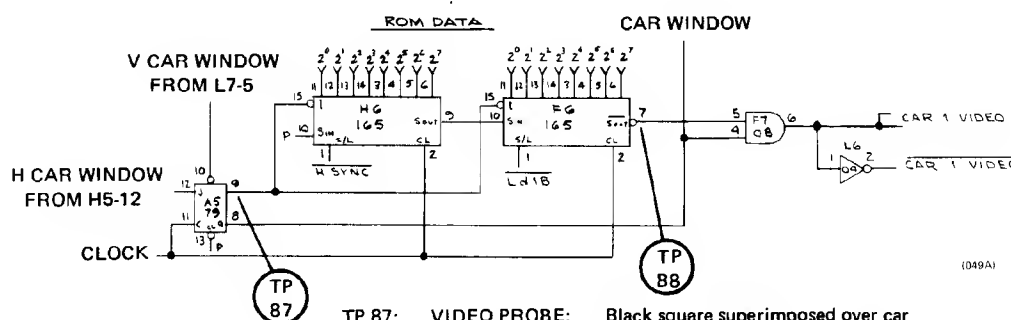 ROM DATA
CAR WINDOW
V CAR WINDOW
FROM L7-5
2⁰ 2¹ 2² 2³ 2⁴ 2⁵ 2⁶ 2⁷
2⁰ 2¹ 2² 2³ 2⁴ 2⁵ 2⁶ 2⁷
11 12 13 14 3 4 5 6
11 12 13 14 3 4 5 6
15 1 H6 165 9
15 1 F6 165 7
P 10 SIN SOUT
10 SIN SOUT
S/L CL
S/L CL
1 2
1 2
H SYNC
Ld1B
5 4 F7 08 6
CAR 1 VIDEO
L6
1 04 2
CAR 1 VIDEO
H CAR WINDOW
FROM H5-12
10
12 J 9
A5
79
11 C CL Q 8
13 P
CLOCK
TP
87
TP
B8
(049A)
TP 87: VIDEO PROBE: Black square superimposed over car